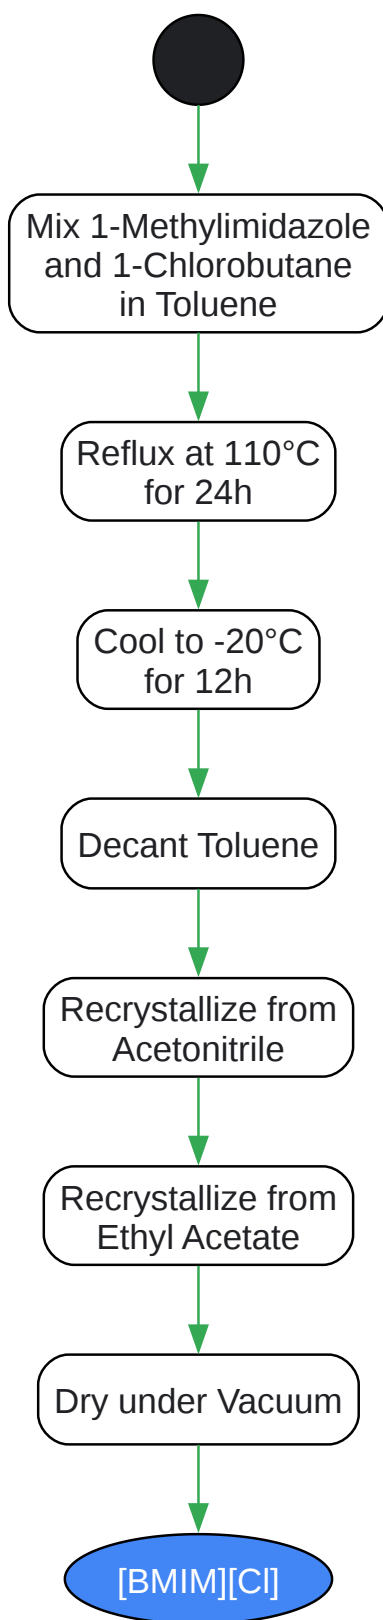 Mix 1-Methylimidazole
and 1-Chlorobutane
in Toluene
Reflux at 110°C
for 24h
Cool to -20°C
for 12h
Decant Toluene
Recrystallize from
Acetonitrile
Recrystallize from
Ethyl Acetate
Dry under Vacuum
[BMIM][Cl]